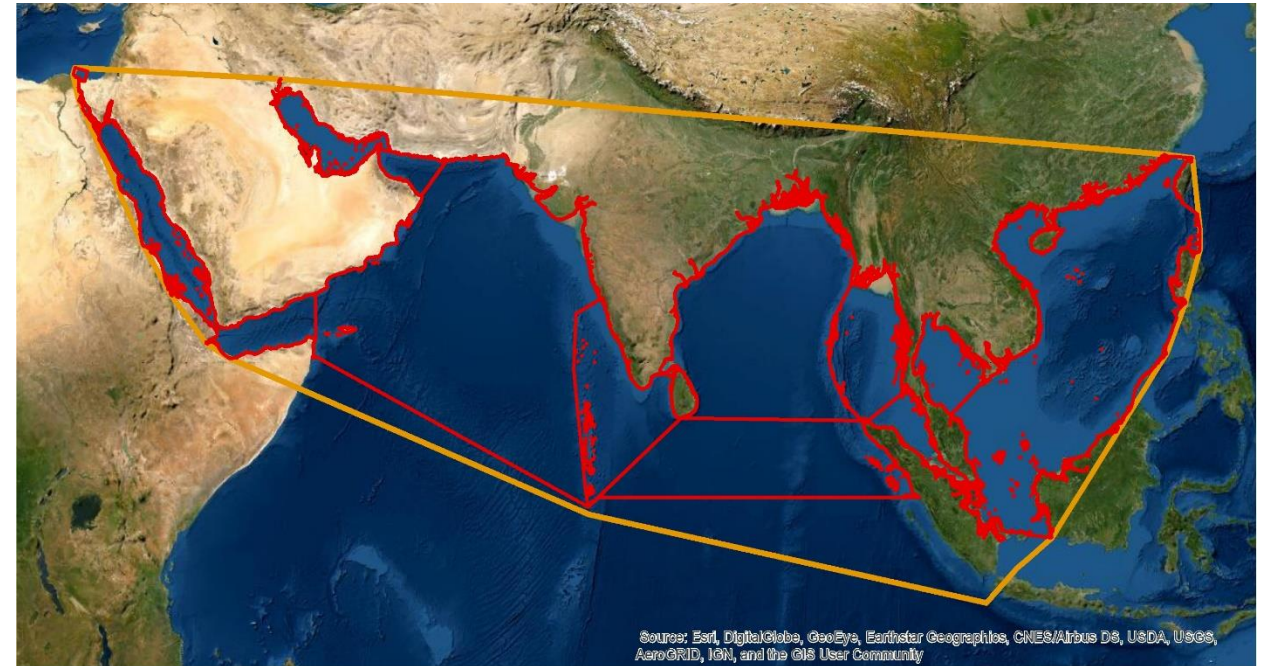 Source: Esri, DigitalGlobe, GeoEye, Earthstar Geographics, CNES/Airbus DS, USDA, USGS,
AeroGRID, IGN, and the GIS User Community